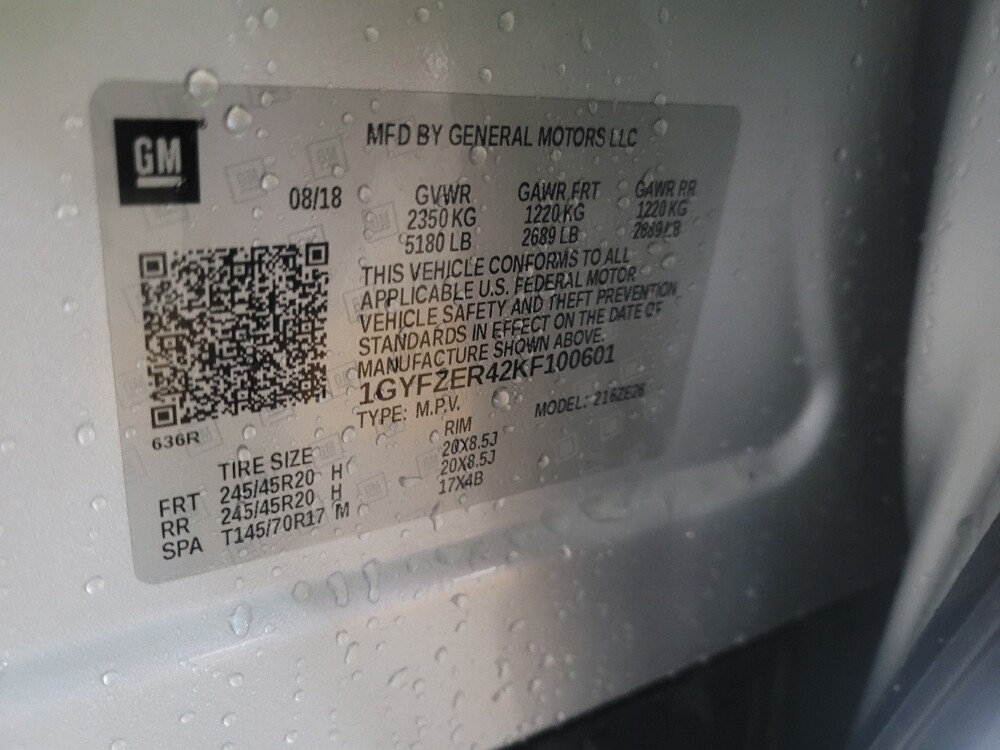 GM
MFD BY GENERAL MOTORS LLC
08/18
GVWR GAWR FRT GAWR RR
2350 KG 1220 KG 1220 KG
5180 LB 2689 LB 2689 LB
THIS VEHICLE CONFORMS TO ALL
APPLICABLE U.S. FEDERAL MOTOR
VEHICLE SAFETY AND THEFT PREVENTION
STANDARDS IN EFFECT ON THE DATE OF
MANUFACTURE SHOWN ABOVE.
1GYFZER42KF100601
TYPE: M.P.V. MODEL: 216ZE26
636R
TIRE SIZE RIM
FRT 245/45R20 H 20X8.5J
RR 245/45R20 H 20X8.5J
SPA T145/70R17 M 17X4B